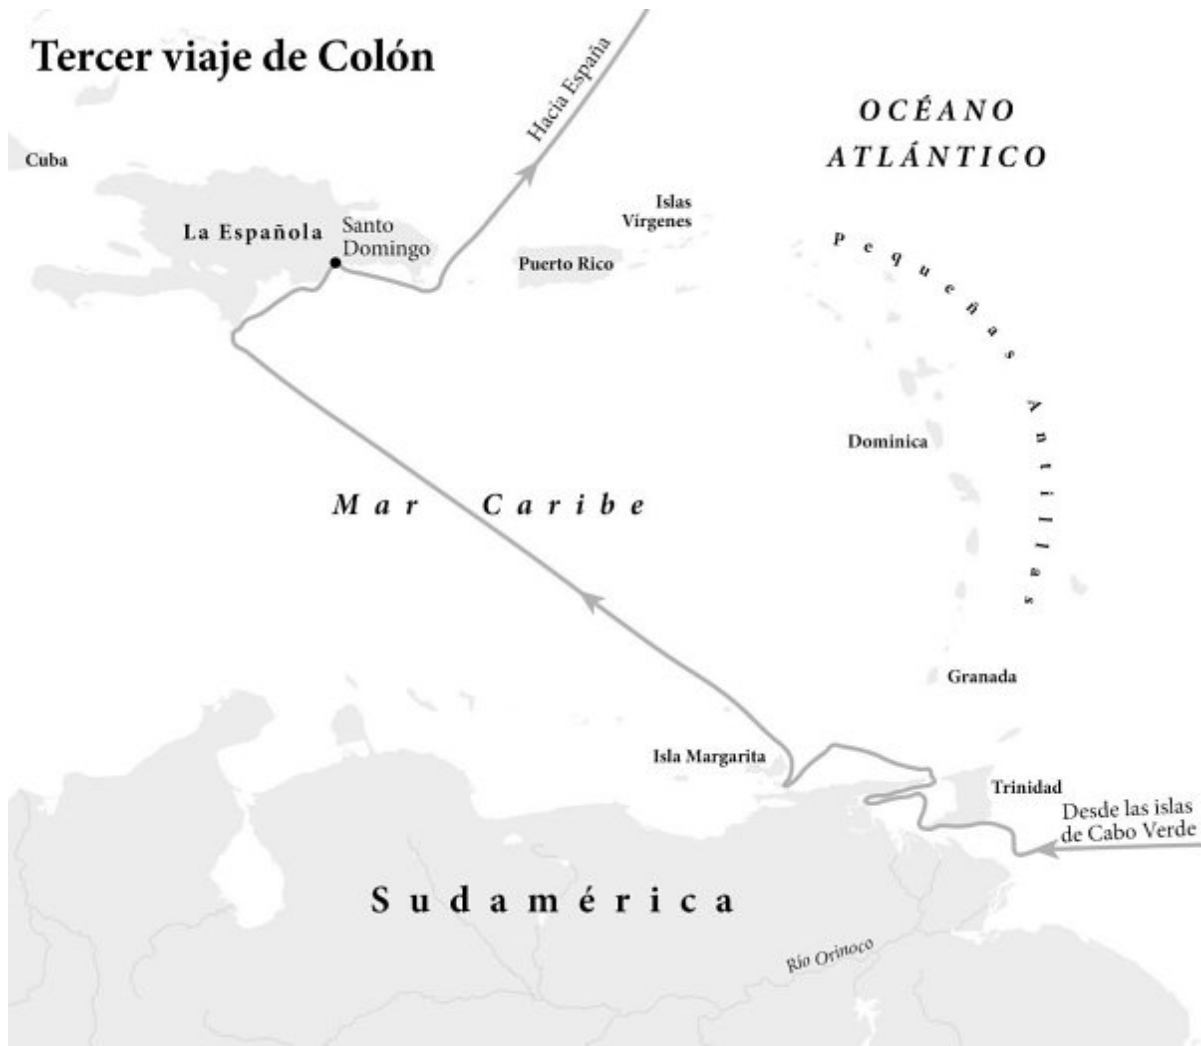 Tercer viaje de Colón
Hacia España
OCÉANO
ATLÁNTICO
Cuba
Islas
Vírgenes
La Española
Santo
Domingo
Puerto Rico
Pequeñas Antillas
Dominica
Mar Caribe
Granada
Isla Margarita
Trinidad
Desde las islas
de Cabo Verde
Sudamérica
Río Orinoco